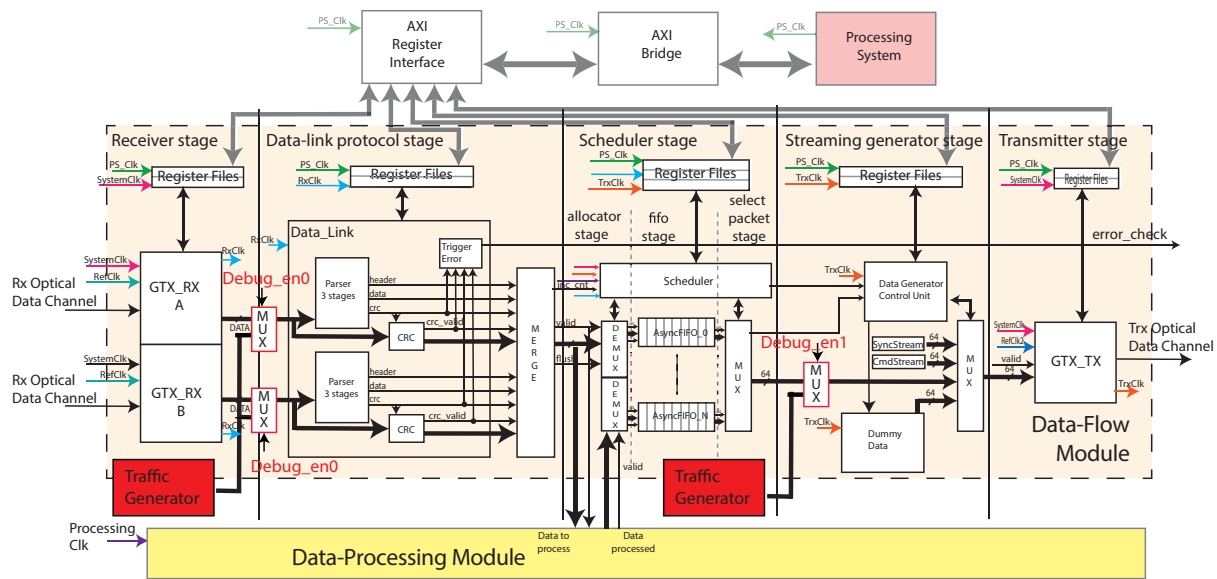 PS_Clk
AXI
Register
Interface
PS_Clk
AXI
Bridge
PS_Clk
Processing
System
Receiver stage
Data-link protocol stage
Scheduler stage
Streaming generator stage
Transmitter stage
PS_Clk
SystemClk
Register Files
PS_Clk
RxClk
Register Files
PS_Clk
TrxClk
Register Files
PS_Clk
TrxClk
Register Files
PS_Clk
SystemClk
Register Files
allocator
stage
fifo
stage
select
packet
stage
RxClk
RxClk
Data_Link
Trigger
Error
error_check
SystemClk
RefClk
Rx Optical
Data Channel
GTX_RX
A
Debug_en0
DATA
MUX
Parser
3 stages
header
data
crc
crc_valid
CRC
SystemClk
RefClk
Rx Optical
Data Channel
GTX_RX
B
RxClk
DATA
MUX
Debug_en0
Parser
3 stages
header
data
crc
crc_valid
CRC
MERGE
inc_cnt
valid
flush
Scheduler
DEMUX
DEMUX
AsyncFIFO_0
AsyncFIFO_N
MUX
64
valid
Debug_en1
MUX
TrxClk
Data Generator
Control Unit
SyncStream
CmdStream
64
64
64
TrxClk
Dummy
Data
MUX
SystemClk
RefClk2
valid
64
GTX_TX
Trx Optical
Data Channel
TrxClk
Data-Flow
Module
Traffic
Generator
Traffic
Generator
Processing
Clk
Data to
process
Data
processed
Data-Processing Module